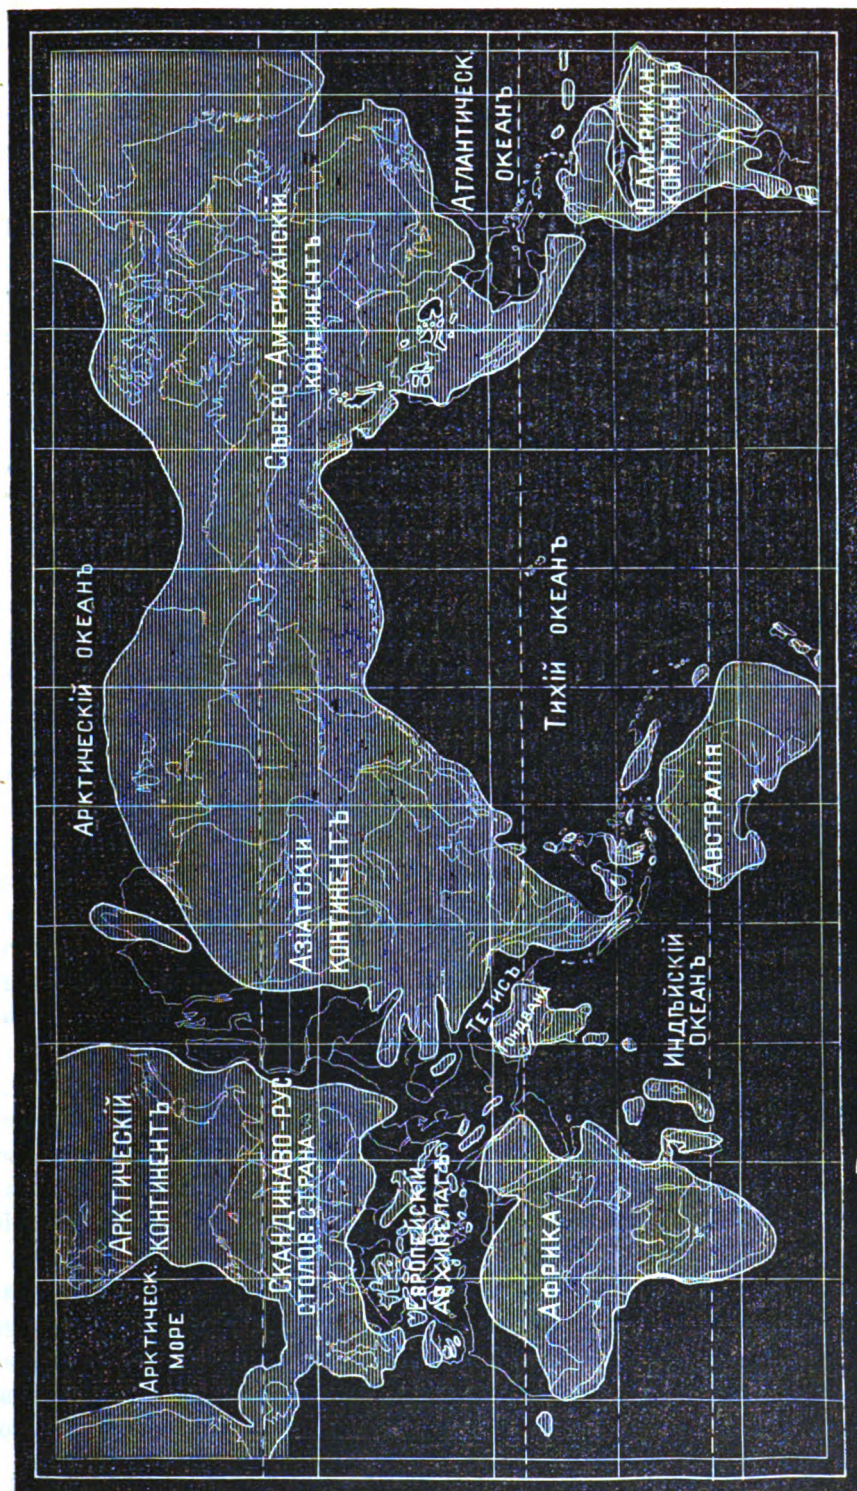 АРКТИЧЕСКІЙ ОКЕАНЪ
АРКТИЧЕСКІЙ
КОНТИНЕНТЪ
АРКТИЧЕСК.
МОРЕ
СКАНДИНАВО-РУС
СТОЛОВ. СТРАНА
АЗІАТСКІЙ
КОНТИНЕНТЪ
СѢВЕРО АМЕРИКАНСКІЙ
КОНТИНЕНТЪ
ЕВРОПЕЙСКІЙ
АРХИПЕЛАГЪ
АТЛАНТИЧЕСК.
ОКЕАНЪ
ТЕТИСЪ
ГОНДВАНА
АФРИКА
ТИХІЙ ОКЕАНЪ
ИНДѢЙСКІЙ
ОКЕАНЪ
АВСТРАЛІЯ
Ю. АМЕРИКАН
КОНТИНЕНТЪ